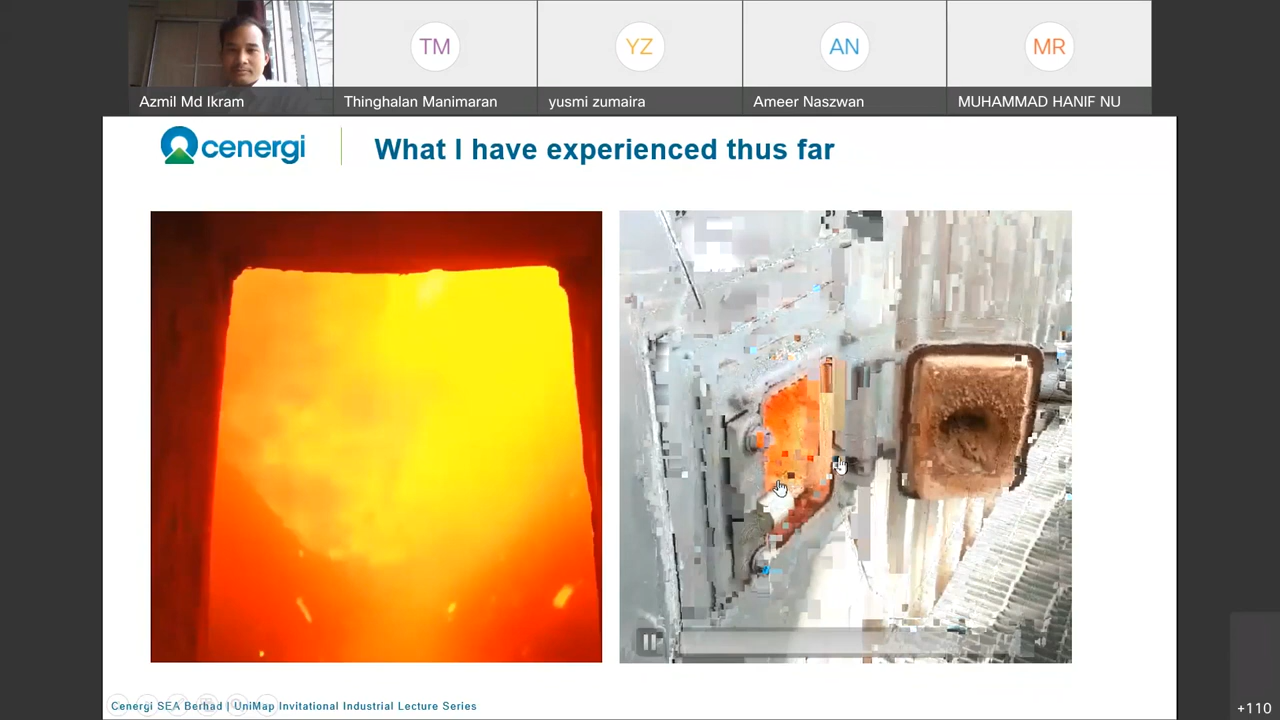 TM
YZ
AN
MR
Azmil Md Ikram
Thinghalan Manimaran
yusmi zumaira
Ameer Naszwan
MUHAMMAD HANIF NU
cenergi
What I have experienced thus far
Cenergi SEA Berhad | UniMap Invitational Industrial Lecture Series
+110